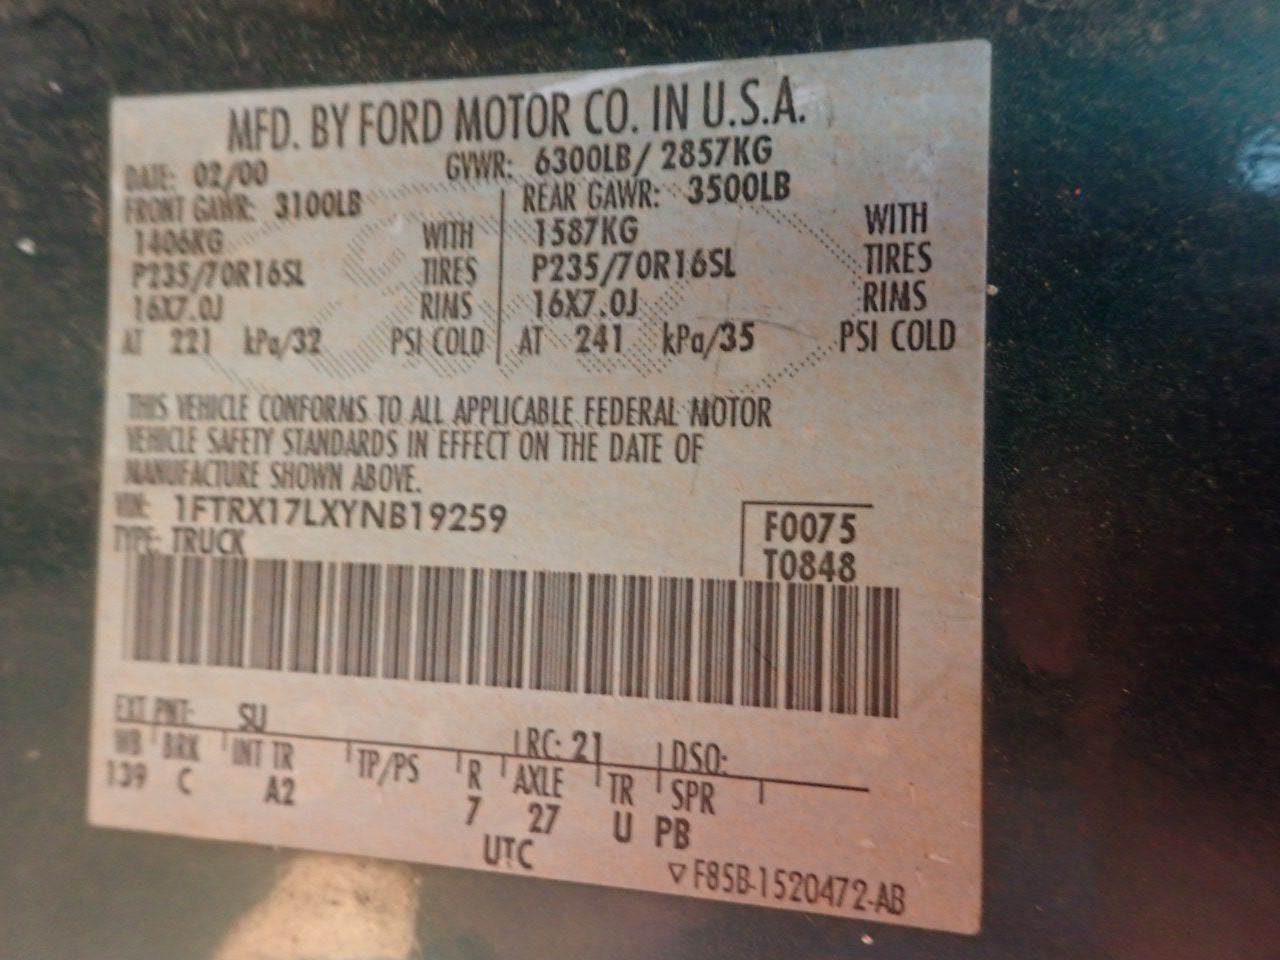 MFD. BY FORD MOTOR CO. IN U.S.A.
DATE: 02/00 GVWR: 6300LB/ 2857KG
FRONT GAWR: 3100LB REAR GAWR: 3500LB
1406KG WITH 1587KG WITH
P235/70R16SL TIRES P235/70R16SL TIRES
16X7.0J RIMS 16X7.0J RIMS
AT 221 kPa/32 PSI COLD AT 241 kPa/35 PSI COLD
THIS VEHICLE CONFORMS TO ALL APPLICABLE FEDERAL MOTOR
VEHICLE SAFETY STANDARDS IN EFFECT ON THE DATE OF
MANUFACTURE SHOWN ABOVE.
VIN: 1FTRX17LXYNB19259 F0075
TYPE: TRUCK T0848
EXT PNT: SU RC: 21 DSO:
WB BRK INT TR TP/PS R AXLE TR SPR
139 C A2 7 27 U PB
UTC
▽ F85B-1520472-AB